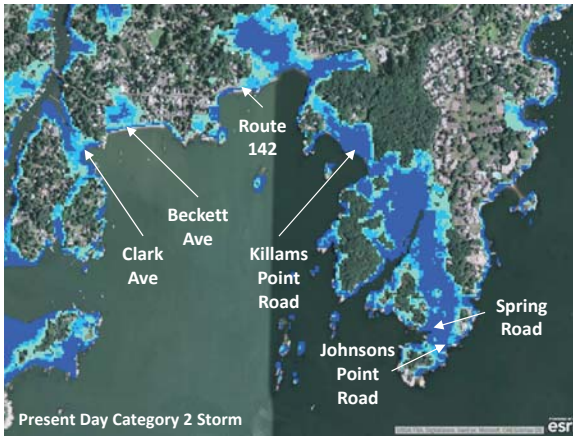 Route
142
Beckett
Ave
Clark
Ave
Killams
Point
Road
Spring
Road
Johnsons
Point
Road
Present Day Category 2 Storm
esri